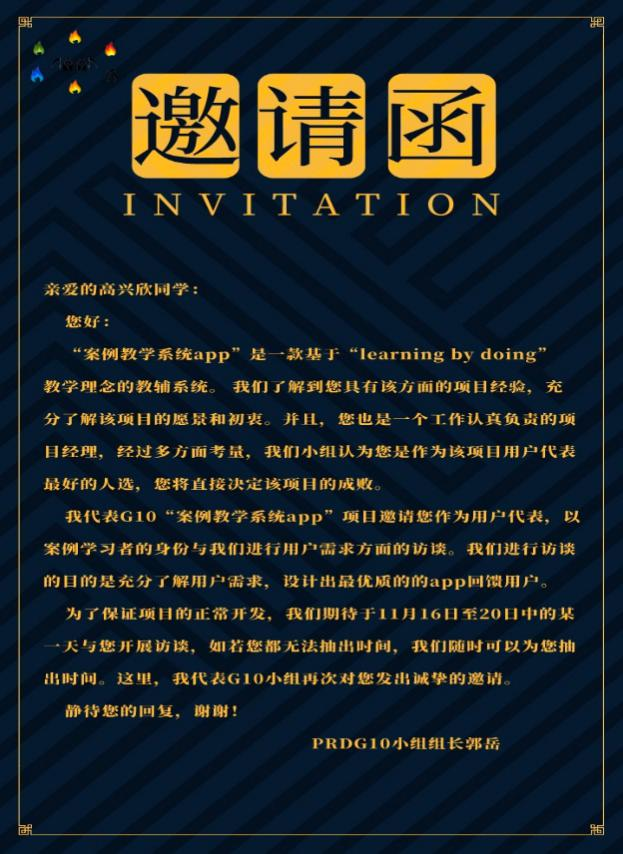 邀请函
INVITATION
亲爱的高兴欣同学：
您好：
“案例教学系统app”是一款基于“learning by doing”
教学理念的教辅系统。 我们了解到您具有该方面的项目经验，充
分了解该项目的愿景和初衷。并且，您也是一个工作认真负责的项
目经理，经过多方面考量，我们小组认为您是作为该项目用户代表
最好的人选，您将直接决定该项目的成败。
我代表G10“案例教学系统app”项目邀请您作为用户代表，以
案例学习者的身份与我们进行用户需求方面的访谈。我们进行访谈
的目的是充分了解用户需求，设计出最优质的的app回馈用户。
为了保证项目的正常开发，我们期待于11月16日至20日中的某
一天与您开展访谈，如若您都无法抽出时间，我们随时可以为您抽
出时间。这里，我代表G10小组再次对您发出诚挚的邀请。
静待您的回复，谢谢！
PRDG10小组组长郭岳